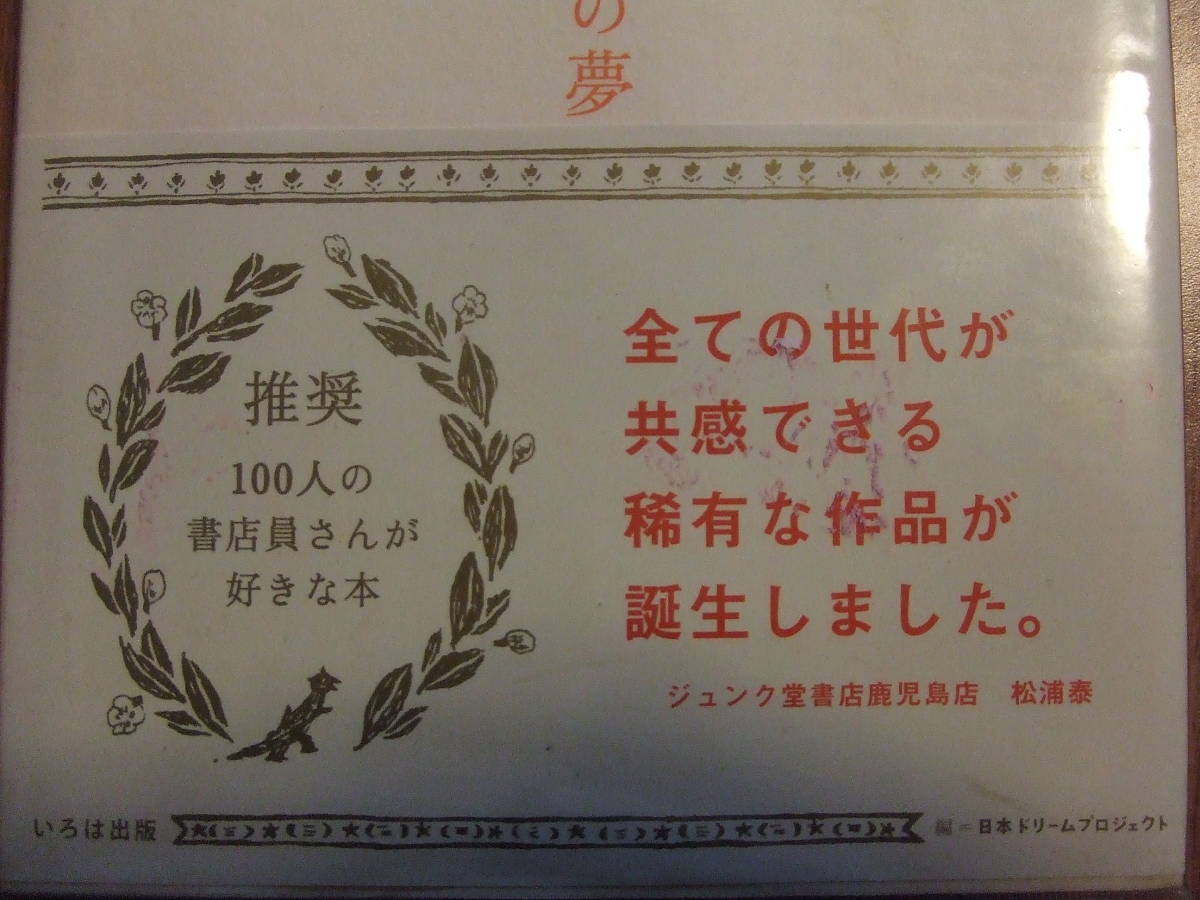 の夢
推奨
100人の
書店員さんが
好きな本
全ての世代が
共感できる
稀有な作品が
誕生しました。
ジュンク堂書店鹿児島店 松浦泰
いろは出版
編=日本ドリームプロジェクト